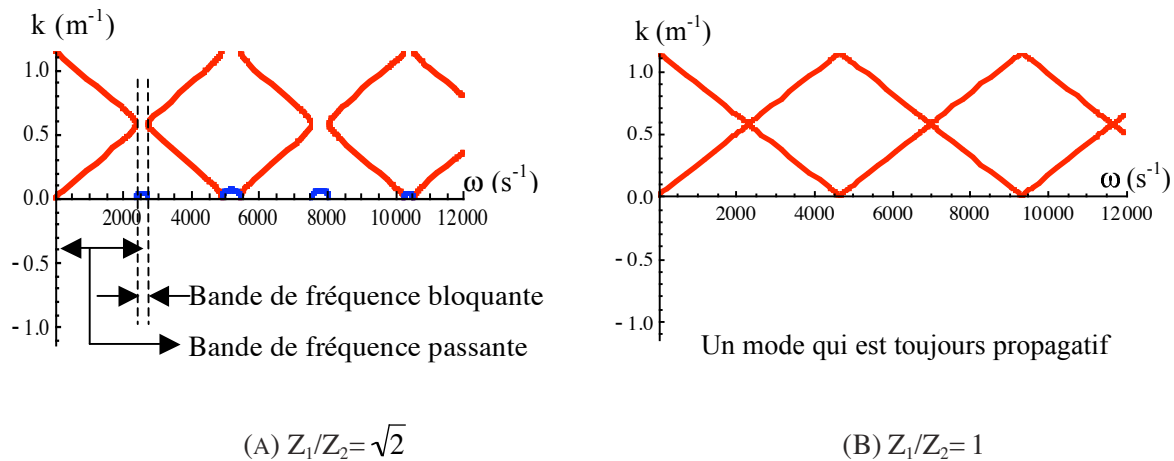 k (m⁻¹)
1.0
0.5
0.0
ω (s⁻¹)
2000 4000 6000 8000 10000 12000
-0.5
Bande de fréquence bloquante
-1.0
Bande de fréquence passante
(A) Z₁/Z₂= √2
k (m⁻¹)
1.0
0.5
0.0
ω (s⁻¹)
2000 4000 6000 8000 10000 12000
-0.5
-1.0
Un mode qui est toujours propagatif
(B) Z₁/Z₂= 1